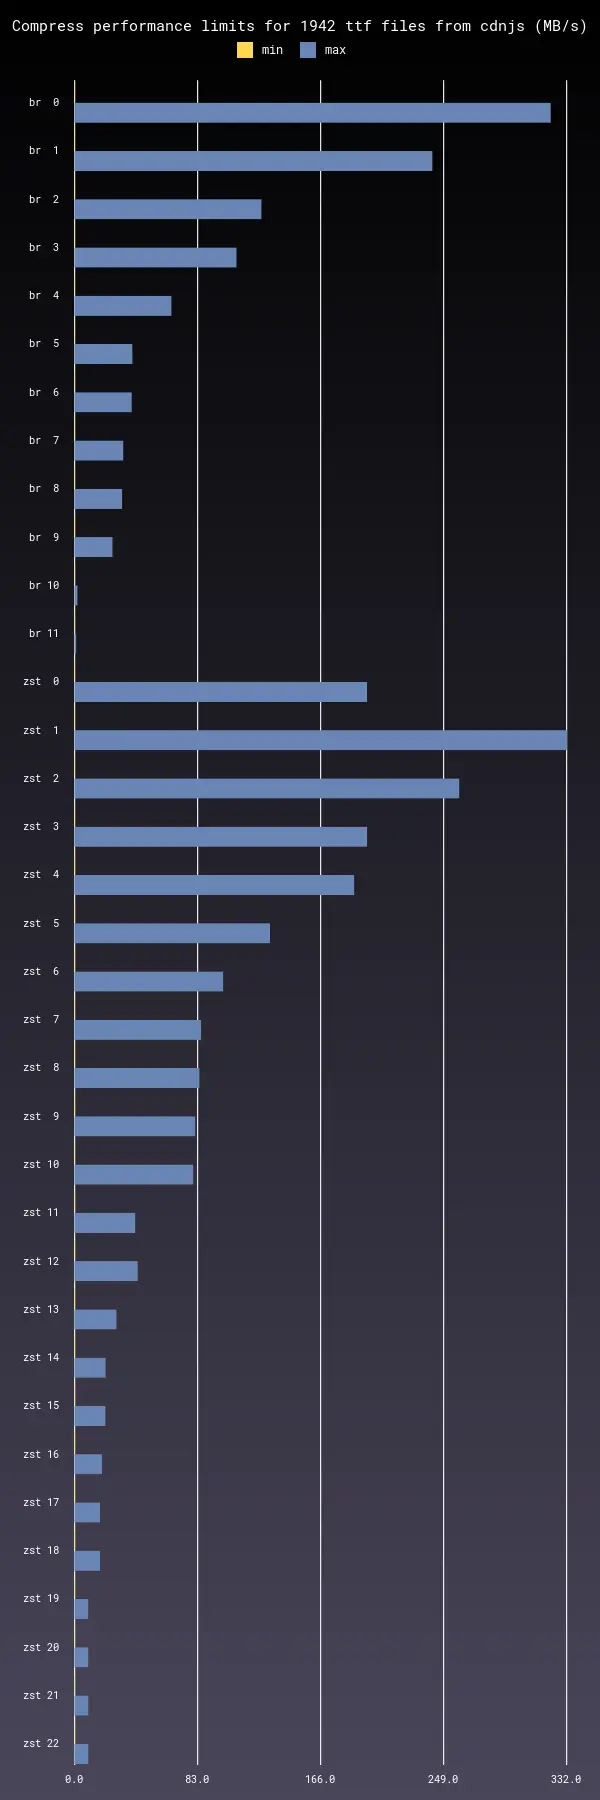 Compress performance limits for 1942 ttf files from cdnjs (MB/s)
min max
br  0
br  1
br  2
br  3
br  4
br  5
br  6
br  7
br  8
br  9
br 10
br 11
zst  0
zst  1
zst  2
zst  3
zst  4
zst  5
zst  6
zst  7
zst  8
zst  9
zst 10
zst 11
zst 12
zst 13
zst 14
zst 15
zst 16
zst 17
zst 18
zst 19
zst 20
zst 21
zst 22
0.0 83.0 166.0 249.0 332.0